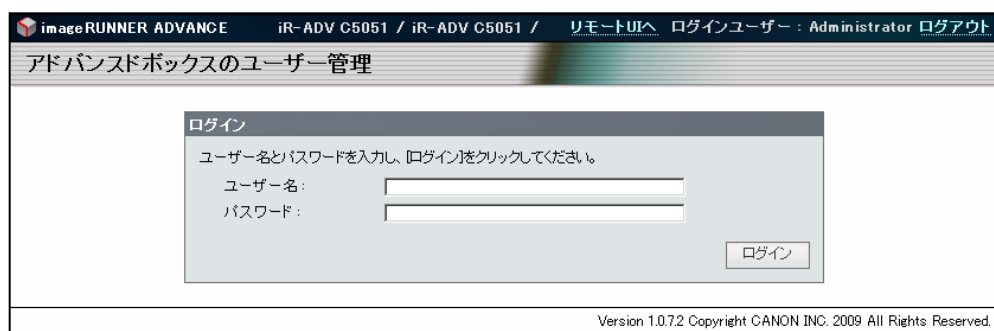 imageRUNNER ADVANCE iR-ADV C5051 / iR-ADV C5051 / リモートUIへ ログインユーザー : Administrator ログアウト
アドバンスドボックスのユーザー管理
ログイン
ユーザー名とパスワードを入力し、[ログイン]をクリックしてください。
ユーザー名 :
パスワード :
ログイン
Version 1.0.7.2 Copyright CANON INC. 2009 All Rights Reserved.